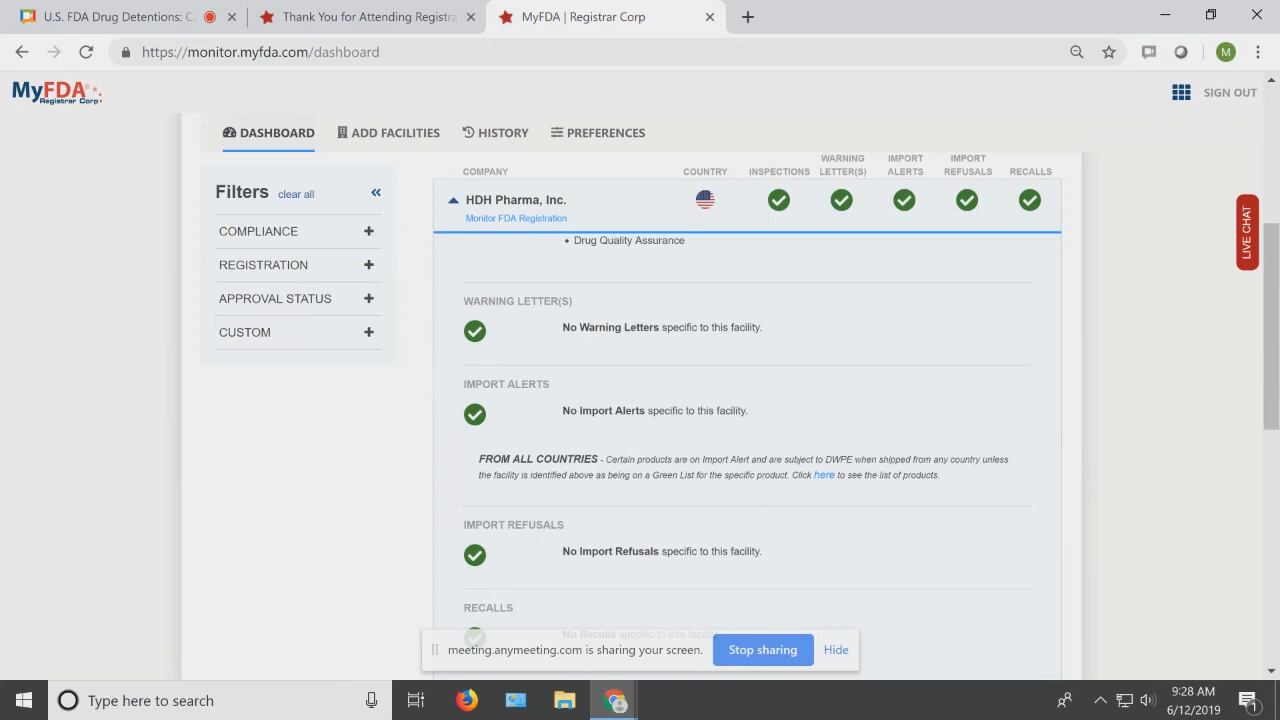 U.S. FDA Drug Detentions: C
Thank You for Attending Registra
MyFDA | Registrar Corp
https://monitor.myfda.com/dashboard
M
MyFDA
Registrar Corp
SIGN OUT
DASHBOARD
ADD FACILITIES
HISTORY
PREFERENCES
Filters clear all
COMPLIANCE
REGISTRATION
APPROVAL STATUS
CUSTOM
COMPANY COUNTRY INSPECTIONS WARNING LETTER(S) IMPORT ALERTS IMPORT REFUSALS RECALLS
HDH Pharma, Inc.
Monitor FDA Registration
• Drug Quality Assurance
WARNING LETTER(S)
No Warning Letters specific to this facility.
IMPORT ALERTS
No Import Alerts specific to this facility.
FROM ALL COUNTRIES - Certain products are on Import Alert and are subject to DWPE when shipped from any country unless
the facility is identified above as being on a Green List for the specific product. Click here to see the list of products.
IMPORT REFUSALS
No Import Refusals specific to this facility.
RECALLS
No Recalls specific to this facility
LIVE CHAT
meeting.anymeeting.com is sharing your screen.
Stop sharing
Hide
Type here to search
9:28 AM
6/12/2019
1